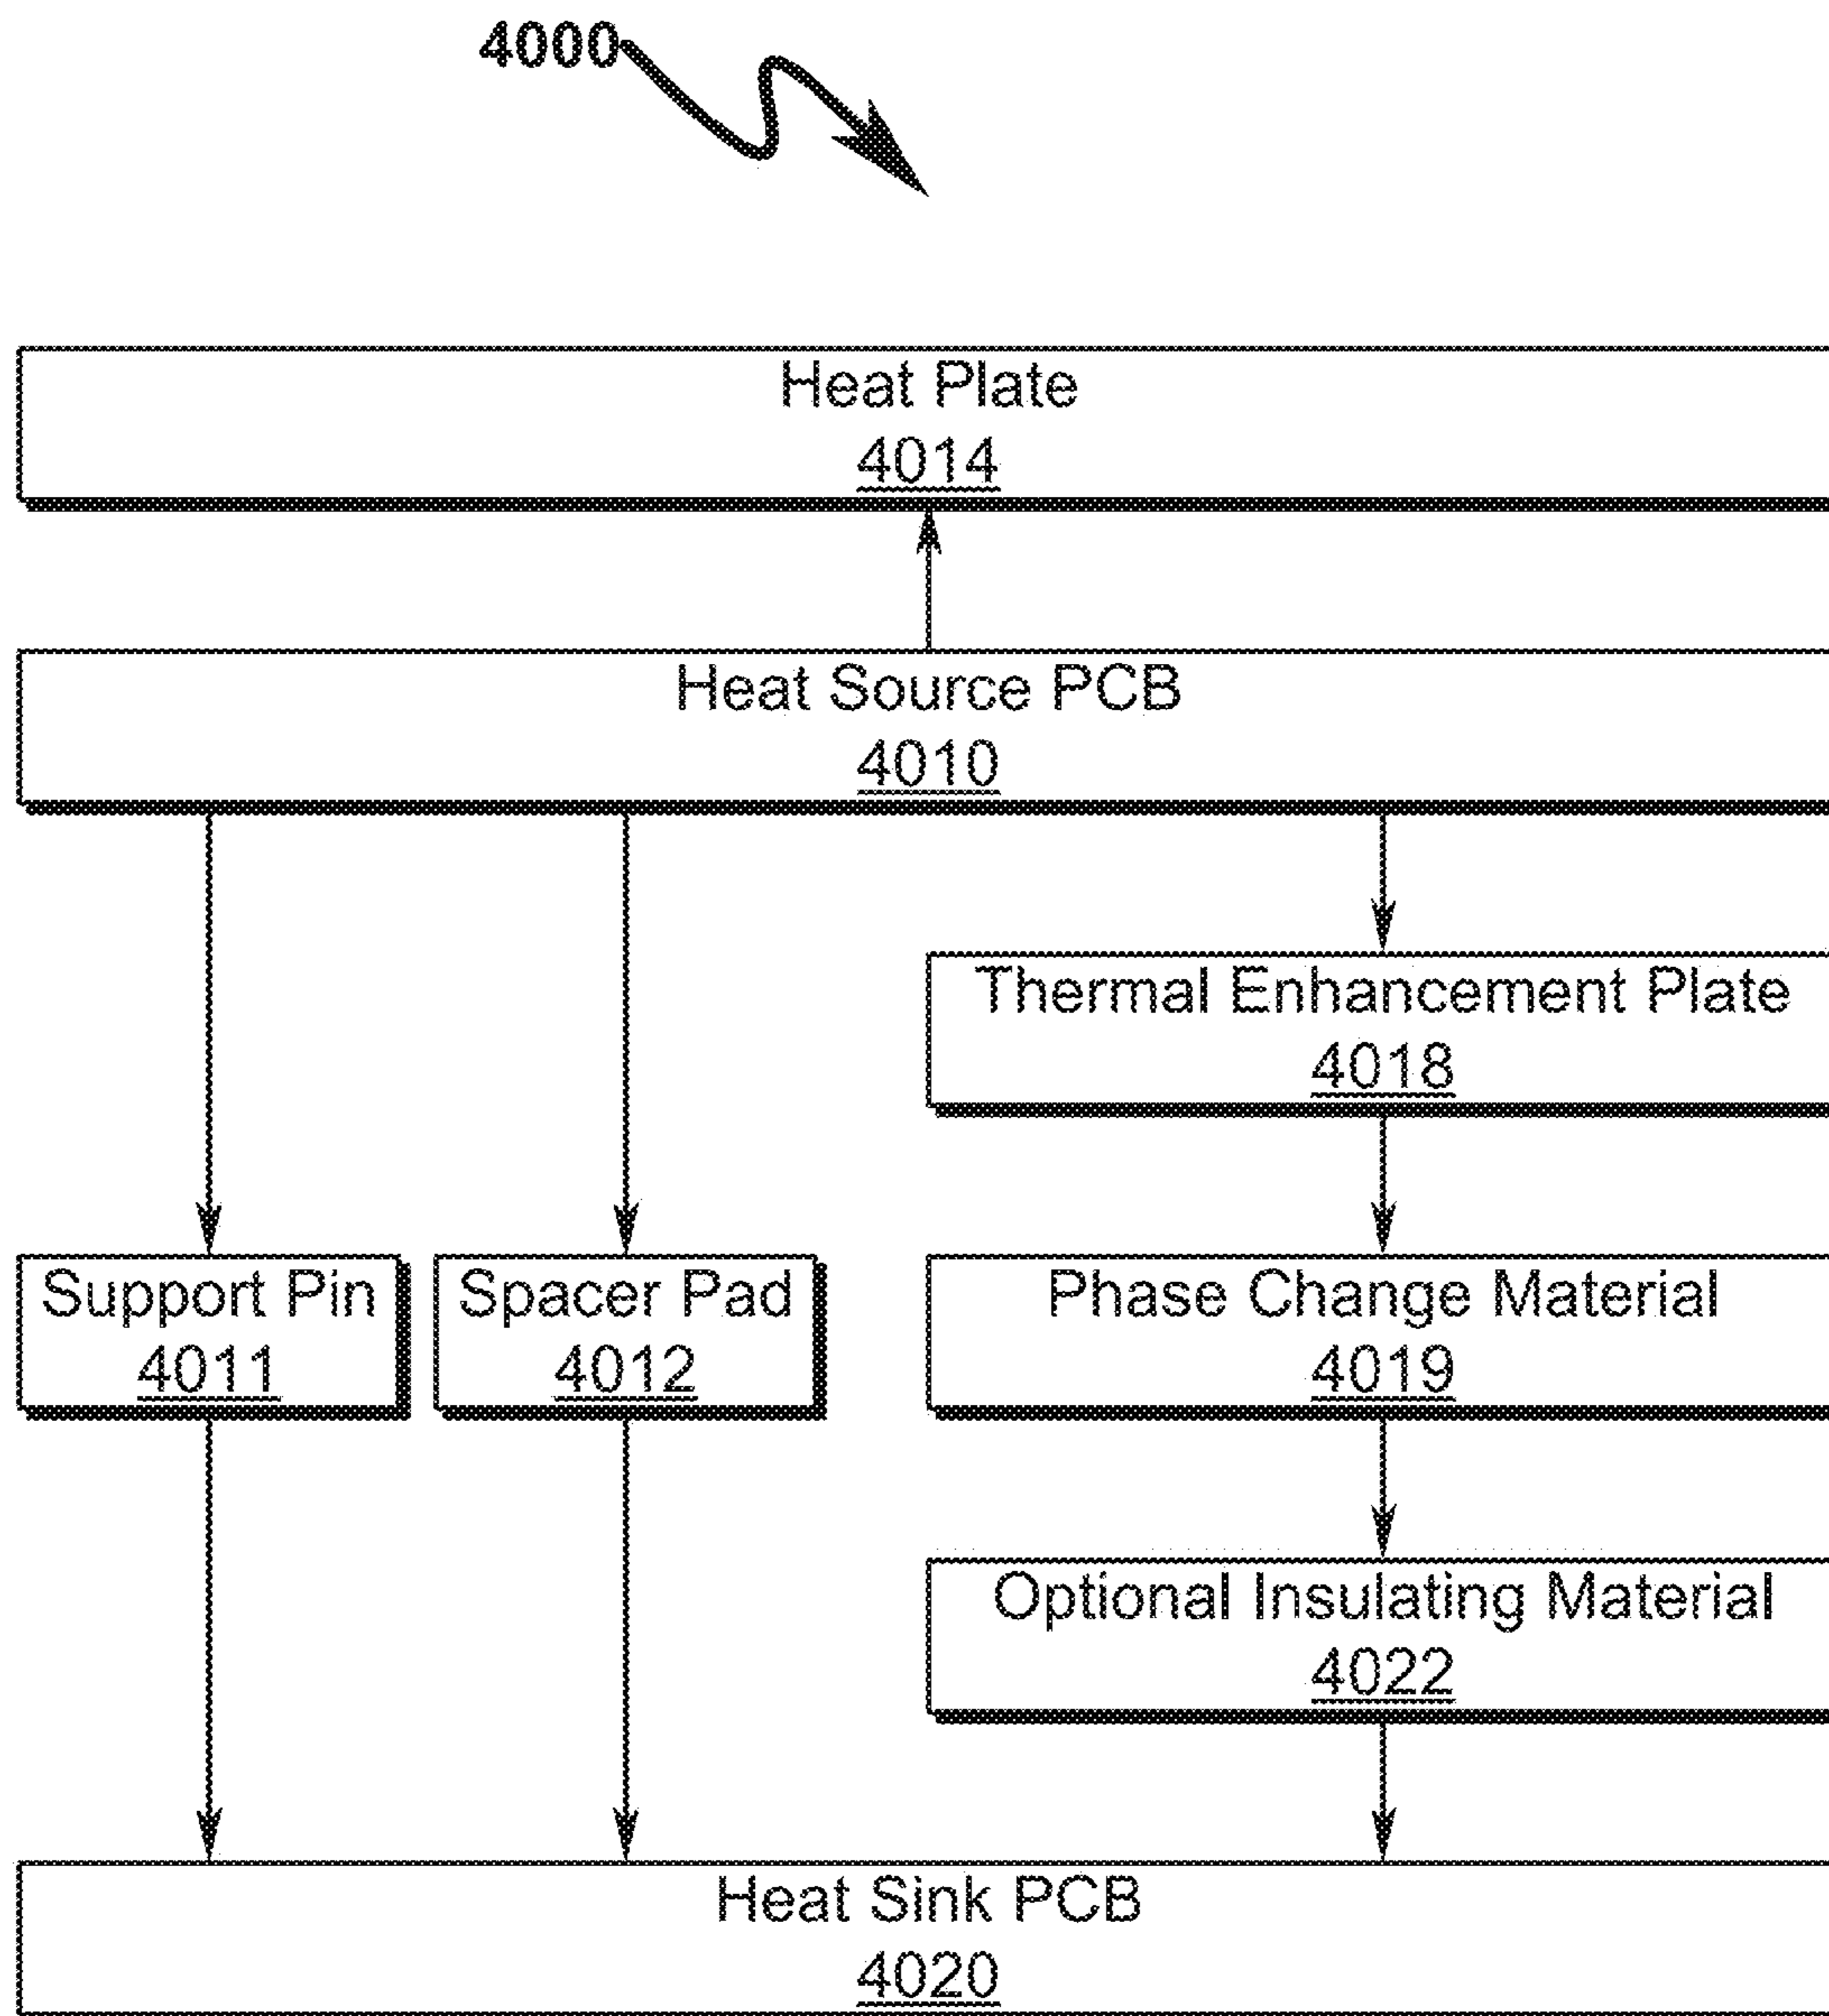 4000
Heat Plate
4014
Heat Source PCB
4010
Thermal Enhancement Plate
4018
Support Pin
4011
Spacer Pad
4012
Phase Change Material
4019
Optional Insulating Material
4022
Heat Sink PCB
4020